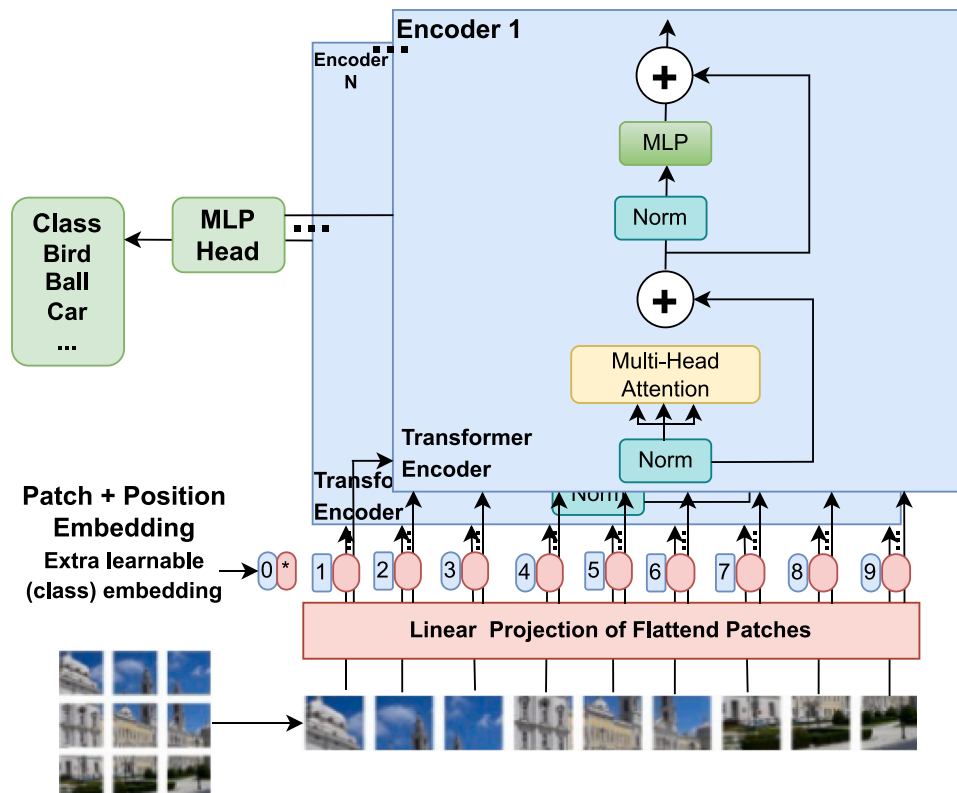 Encoder 1
Encoder
N
MLP
Norm
Class
Bird
Ball
Car
...
MLP
Head
Multi-Head
Attention
Norm
Transformer
Encoder
Transfo
Encoder
Norm
Patch + Position
Embedding
Extra learnable
(class) embedding
0 * 1 2 3 4 5 6 7 8 9
Linear Projection of Flattend Patches